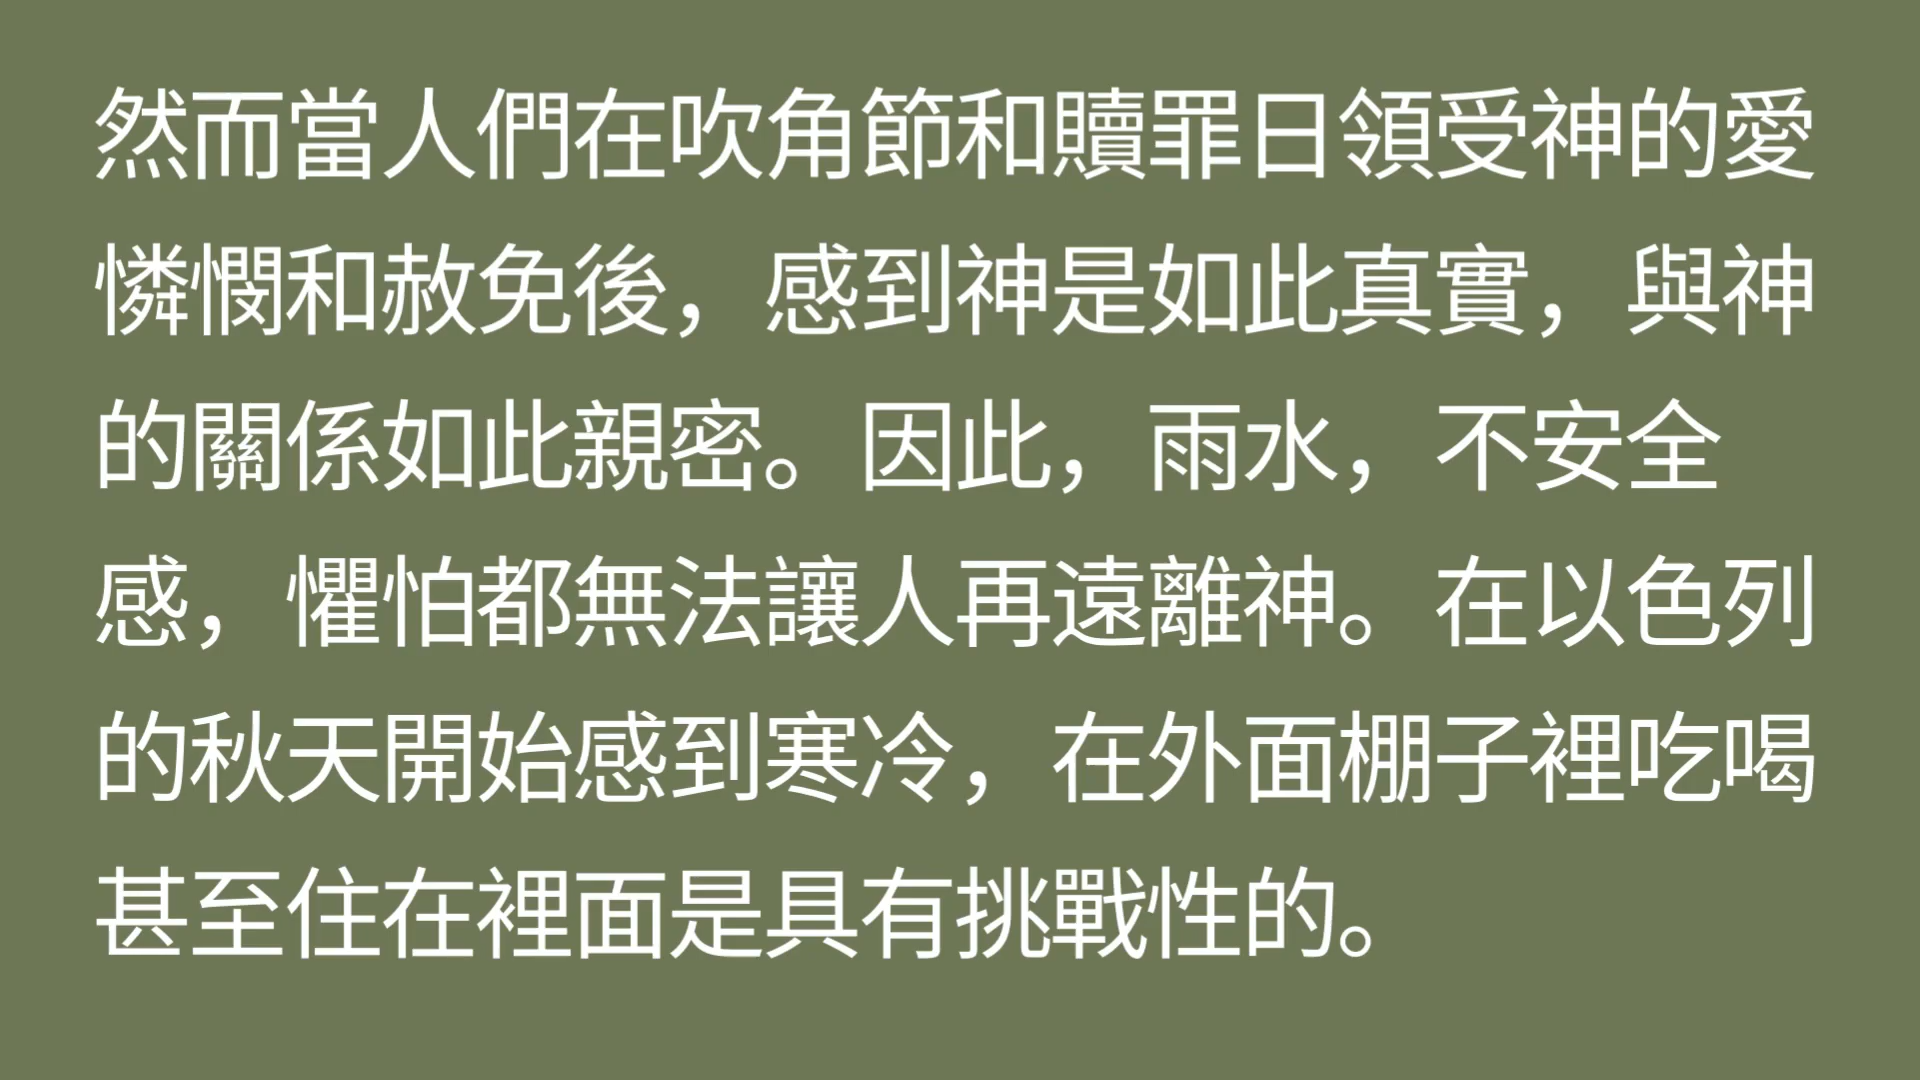 然而當人們在吹角節和贖罪日領受神的愛
憐憫和赦免後，感到神是如此真實，與神
的關係如此親密。因此，雨水，不安全
感，懼怕都無法讓人再遠離神。在以色列
的秋天開始感到寒冷，在外面棚子裡吃喝
甚至住在裡面是具有挑戰性的。